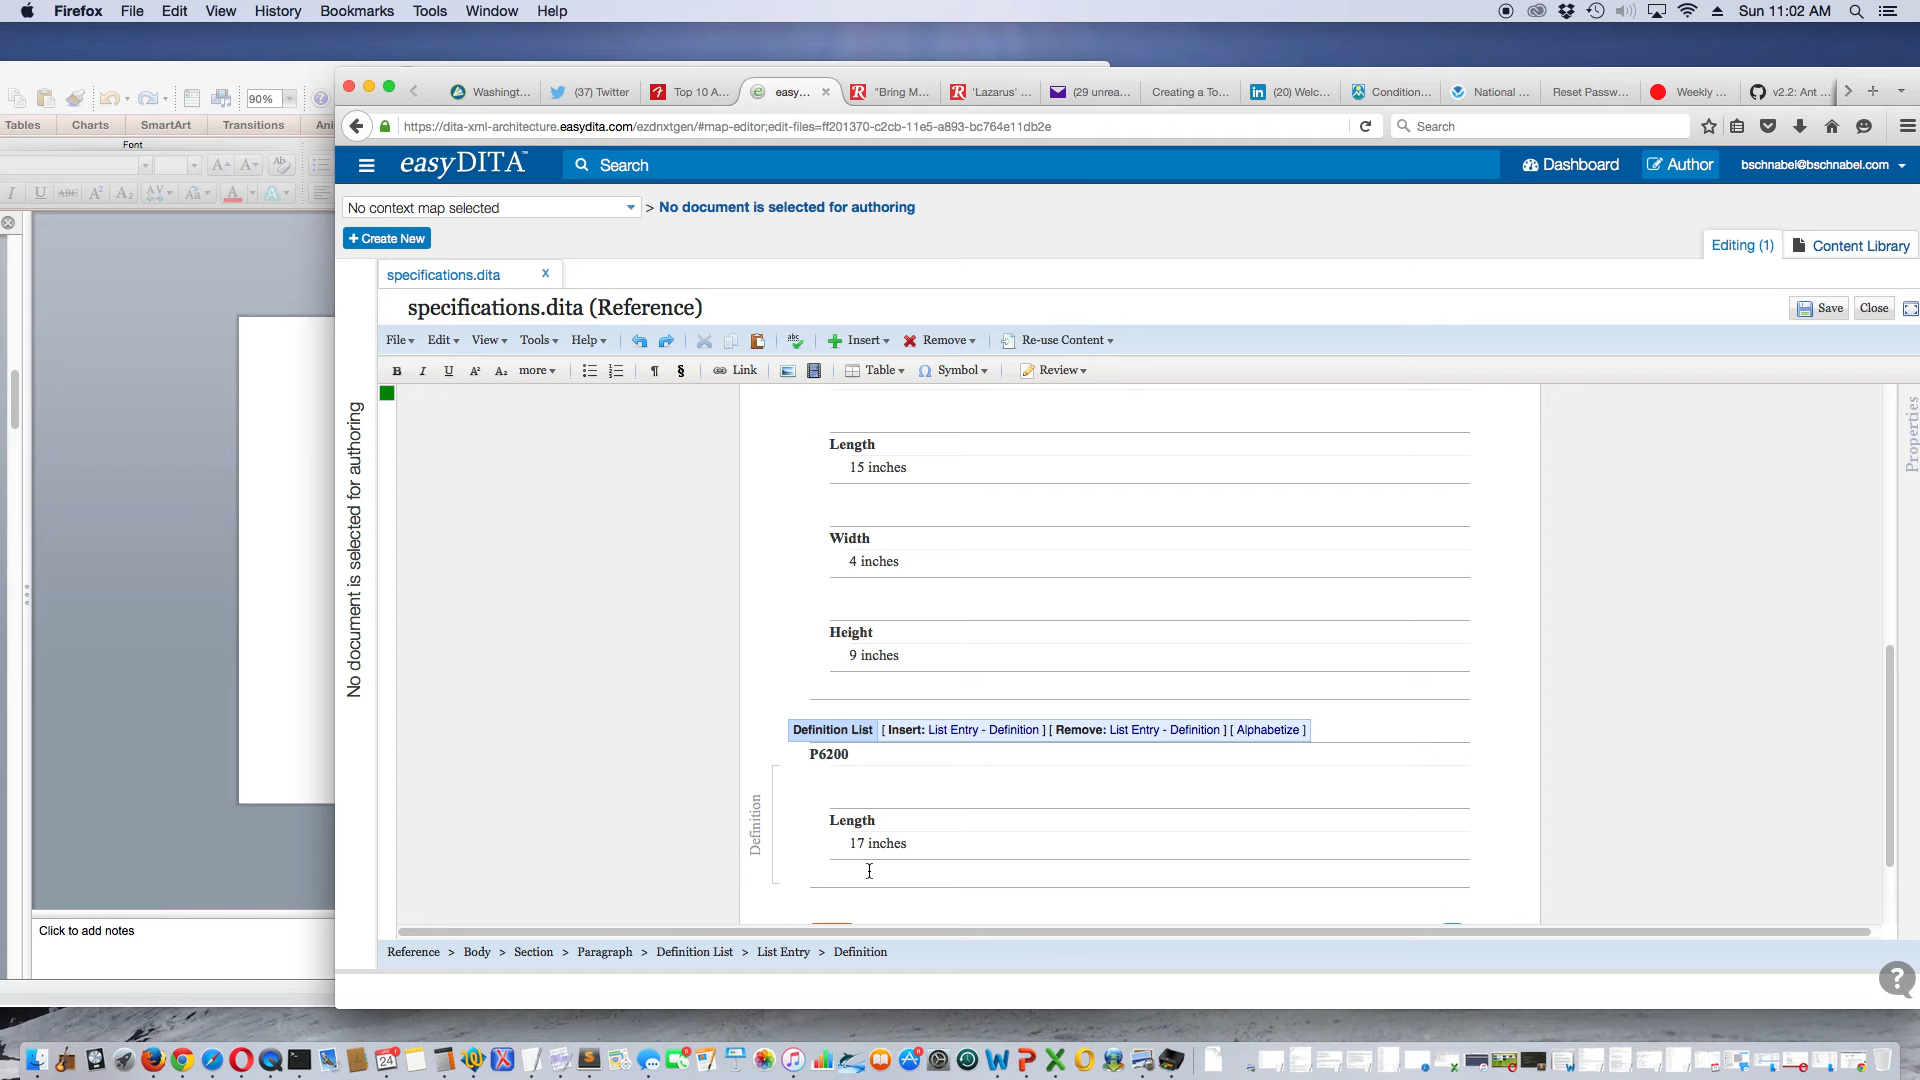 Firefox File Edit View History Bookmarks Tools Window Help
Sun 11:02 AM
90%
Tables Charts SmartArt Transitions Ani
Font
Washingt... (37) Twitter Top 10 A... easy... "Bring M... 'Lazarus' ... (29 unrea... Creating a To... (20) Welc... Condition... National ... Reset Passw... Weekly ... v2.2: Ant ...
https://dita-xml-architecture.easydita.com/ezdnxtgen/#map-editor;edit-files=ff201370-c2cb-11e5-a893-bc764e11db2e
Search
easyDITA™ Search Dashboard Author bschnabel@bschnabel.com
No context map selected > No document is selected for authoring
+ Create New
Editing (1) Content Library
specifications.dita x
specifications.dita (Reference)
Save Close
File Edit View Tools Help Insert Remove Re-use Content
B I U A² A₂ more ¶ § Link Table Symbol Review
No document is selected for authoring
Properties
Length
15 inches
Width
4 inches
Height
9 inches
Definition List [ Insert: List Entry - Definition ] [ Remove: List Entry - Definition ] [ Alphabetize ]
P6200
Definition
Length
17 inches
Click to add notes
Reference > Body > Section > Paragraph > Definition List > List Entry > Definition